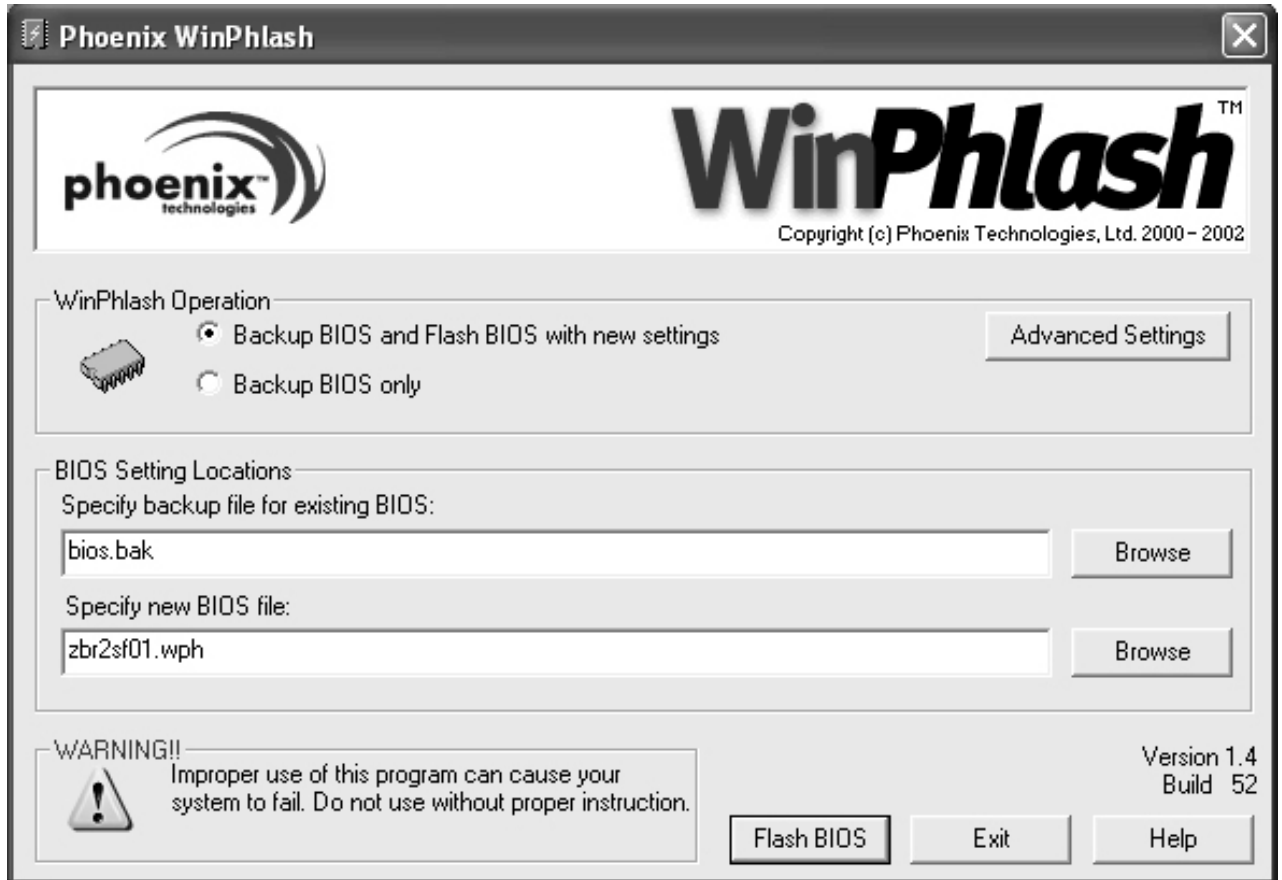 Phoenix WinPhlash
phoenix™
technologies
WinPhlash™
Copyright (c) Phoenix Technologies, Ltd. 2000 - 2002
WinPhlash Operation
Backup BIOS and Flash BIOS with new settings
Advanced Settings
Backup BIOS only
BIOS Setting Locations
Specify backup file for existing BIOS:
bios.bak
Browse
Specify new BIOS file:
zbr2sf01.wph
Browse
WARNING!!
Improper use of this program can cause your
system to fail. Do not use without proper instruction.
Version 1.4
Build 52
Flash BIOS
Exit
Help